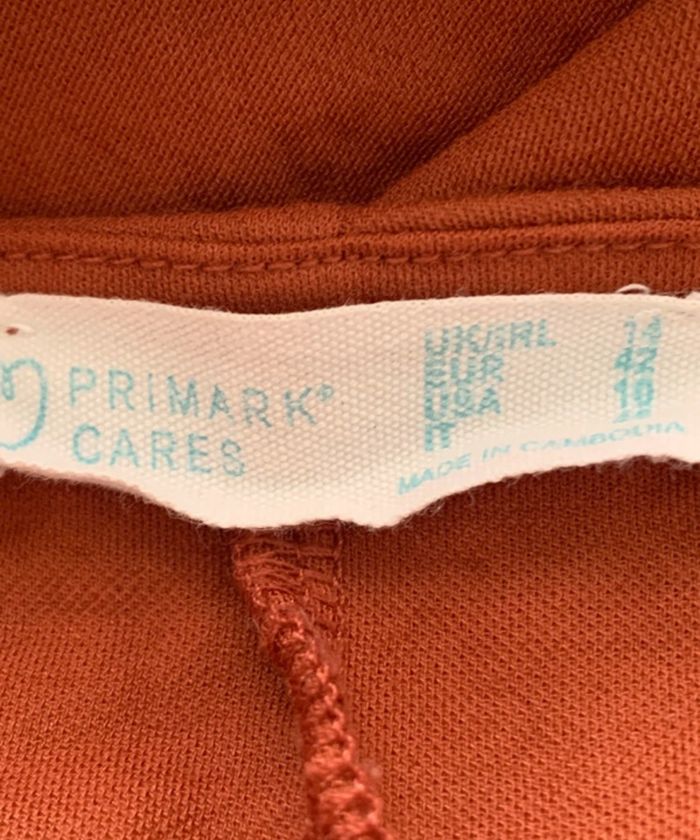 PRIMARK®
CARES
UK/IRL 14
EUR 42
USA 10
IT
MADE IN CAMBODIA